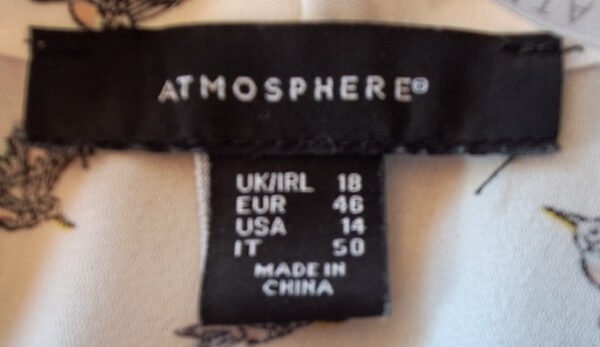 ATMOSPHERE®
UK/IRL 18
EUR 46
USA 14
IT 50
MADE IN
CHINA